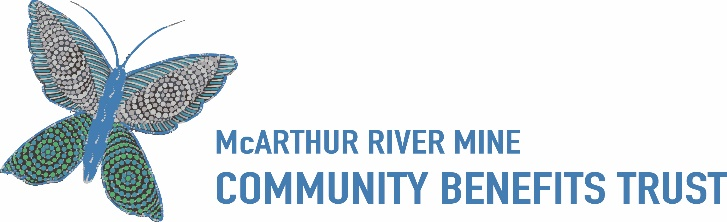 McARTHUR RIVER MINE
COMMUNITY BENEFITS TRUST